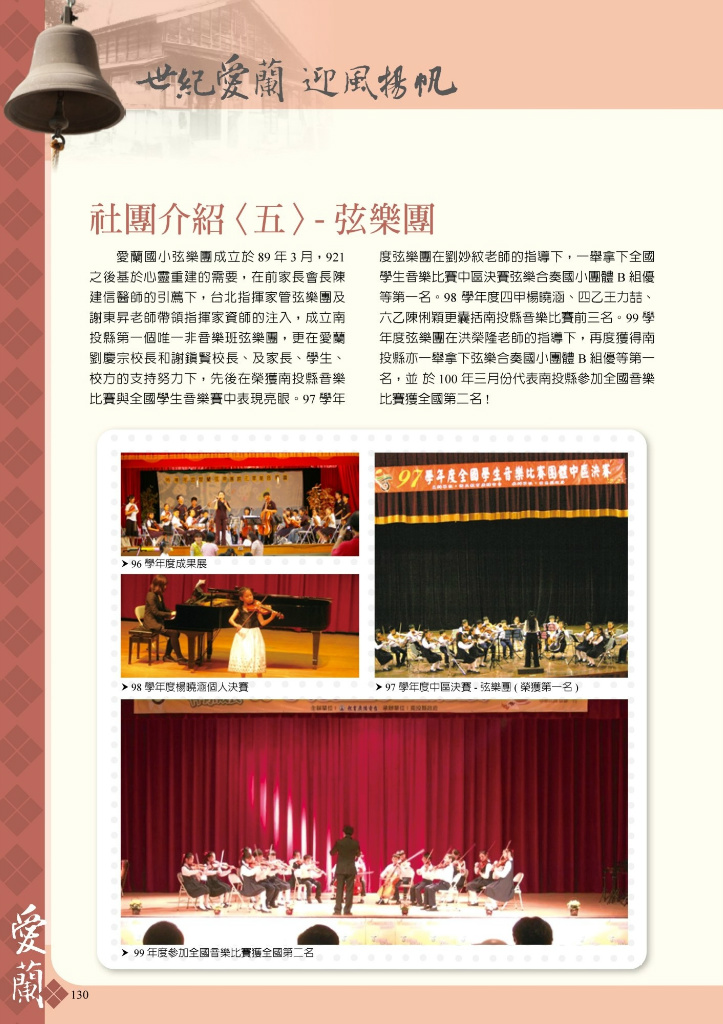 世紀愛蘭 迎風揚帆
社團介紹〈五〉- 弦樂團
愛蘭國小弦樂團成立於 89 年 3 月，921
之後基於心靈重建的需要，在前家長會長陳
建信醫師的引薦下，台北指揮家管弦樂團及
謝東昇老師帶領指揮家資師的注入，成立南
投縣第一個唯一非音樂班弦樂團，更在愛蘭
劉慶宗校長和謝鎮賢校長、及家長、學生、
校方的支持努力下，先後在榮獲南投縣音樂
比賽與全國學生音樂賽中表現亮眼。97 學年
度弦樂團在劉妙紋老師的指導下，一舉拿下全國
學生音樂比賽中區決賽弦樂合奏國小團體 B 組優
等第一名。98 學年度四甲楊曉涵、四乙王力喆、
六乙陳俐穎更囊括南投縣音樂比賽前三名。99 學
年度弦樂團在洪榮隆老師的指導下，再度獲得南
投縣亦一舉拿下弦樂合奏國小團體 B 組優等第一
名，並 於 100 年三月份代表南投縣參加全國音樂
比賽獲全國第二名 !
97學年度全國學生音樂比賽團體中區決賽
➤ 96 學年度成果展
➤ 98 學年度楊曉涵個人決賽
➤ 97 學年度中區決賽 - 弦樂團 ( 榮獲第一名 )
➤ 99 年度參加全國音樂比賽獲全國第二名
愛蘭
130